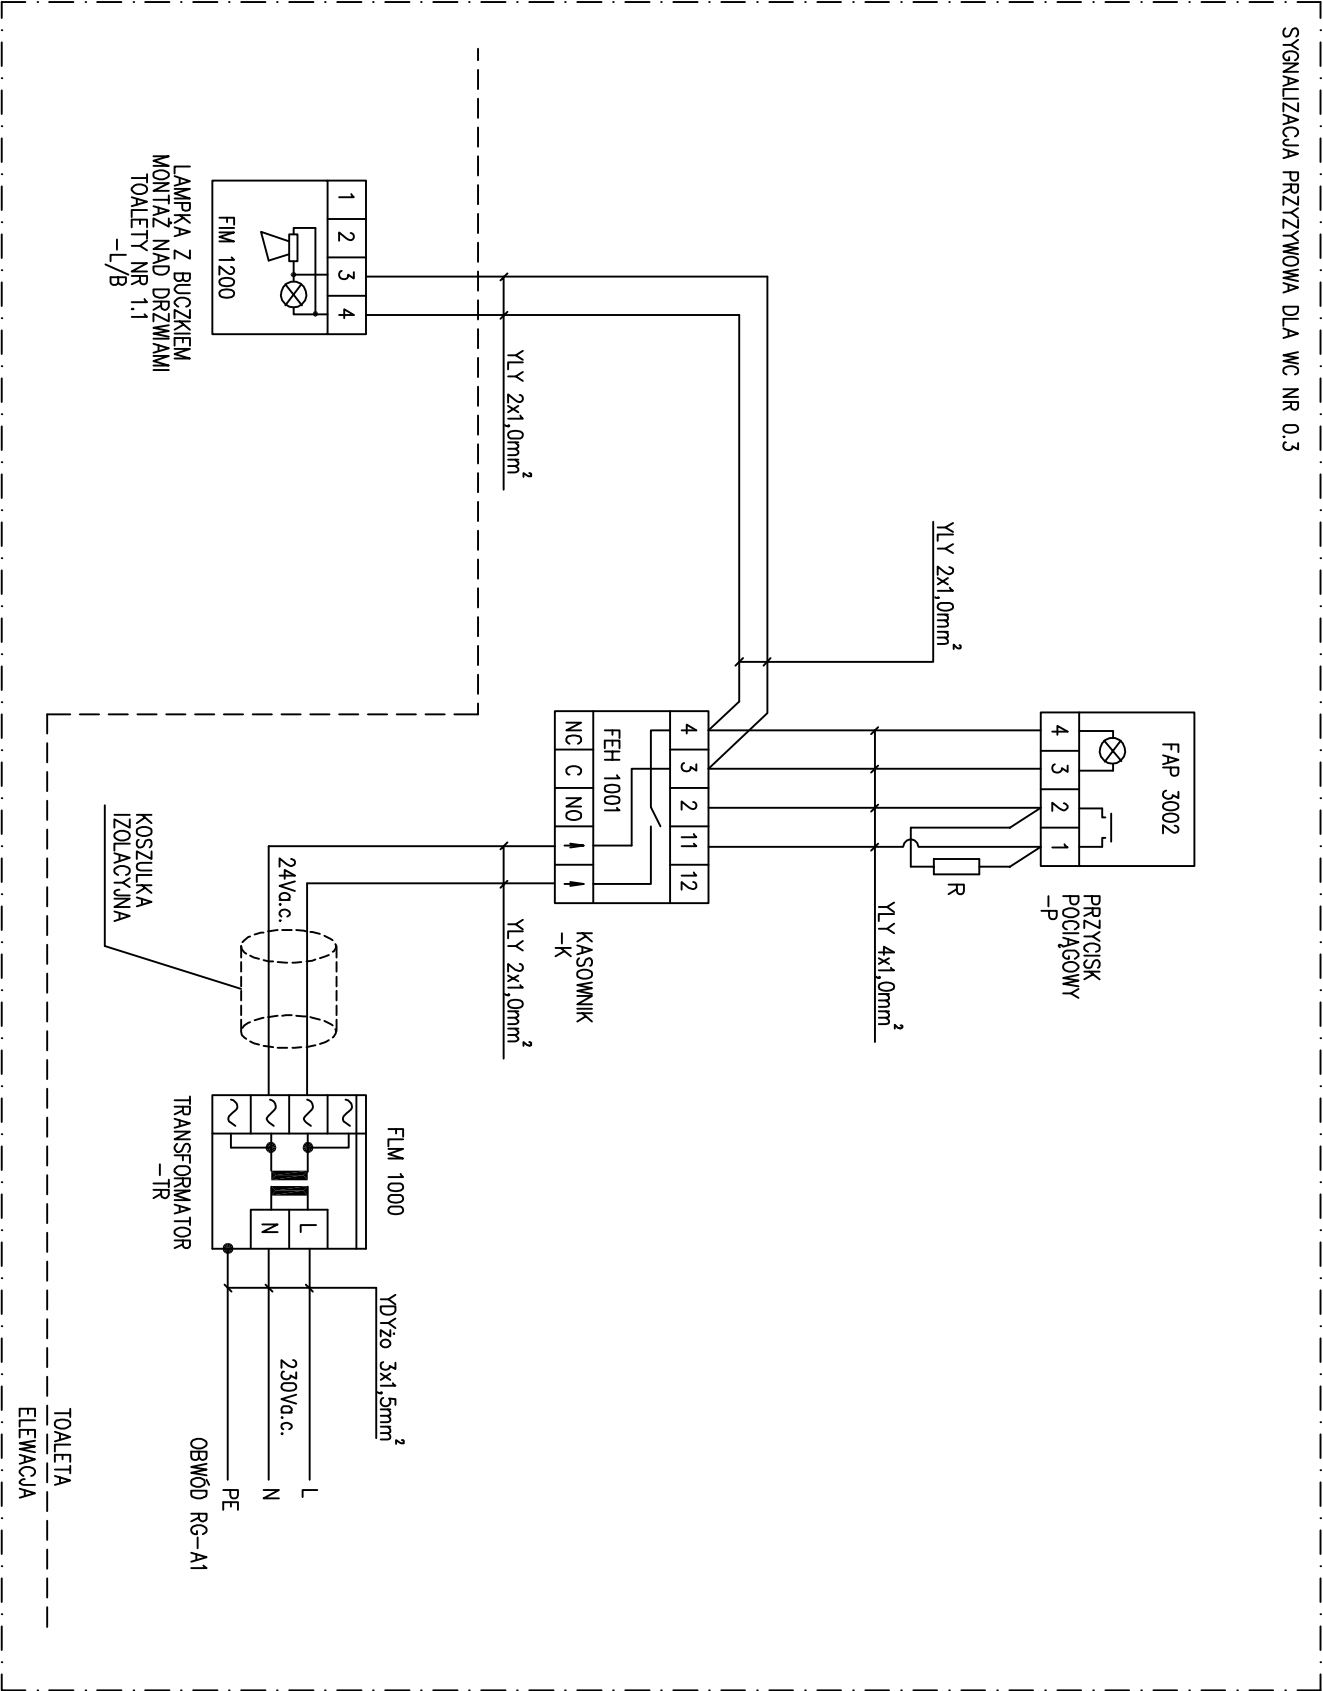 SYGNALIZACJA PRZYZYWOWA DLA WC NR 0.3
FAP 3002
4
3
2
1
PRZYCISK
POCIĄGOWY
-P
R
YLY 2x1,0mm²
YLY 4x1,0mm²
4
3
2
11
12
FEH 1001
NC
C
NO
KASOWNIK
-K
YLY 2x1,0mm²
YLY 2x1,0mm²
1
2
3
4
FIM 1200
LAMPKA Z BUCZKIEM
MONTAŻ NAD DRZWIAMI
TOALETY NR 1.1
-L/B
24Va.c.
KOSZULKA
IZOLACYJNA
FLM 1000
L
N
TRANSFORMATOR
-TR
YDYżo 3x1,5mm²
230Va.c.
L
N
PE
OBWÓD RG-A1
TOALETA
ELEWACJA